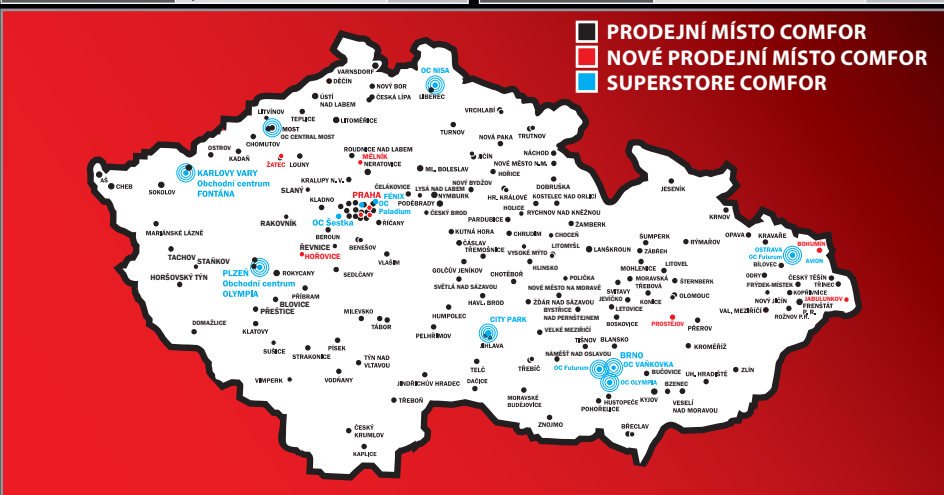 PRODEJNÍ MÍSTO COMFOR
NOVÉ PRODEJNÍ MÍSTO COMFOR
SUPERSTORE COMFOR
VARNSDORF
DĚČÍN
OC NISA
LIBEREC
NOVÝ BOR
ČESKÁ LÍPA
ÚSTÍ
NAD LABEM
LITVÍNOV
TEPLICE
LITOMĚŘICE
MOST
OC CENTRAL MOST
CHOMUTOV
VRCHLABÍ
TRUTNOV
TURNOV
NOVÁ PAKA
OSTROV
KADAŇ
ŽATEC
LOUNY
ROUDNICE NAD LABEM
MĚLNÍK
NERATOVICE
JIČÍN
NÁCHOD
NOVÉ MĚSTO N.M.
HOŘICE
ML. BOLESLAV
KARLOVY VARY
Obchodní centrum
FONTÁNA
AŠ
CHEB
SOKOLOV
KRALUPY N. V.
SLANÝ
KLADNO
ČELÁKOVICE
LYSÁ NAD LABEM
NYMBURK
NOVÝ BYDŽOV
DOBRUŠKA
JESENÍK
PRAHA
FÉNIX
OC
Paladium
PODĚBRADY
ČESKÝ BROD
HR. KRÁLOVÉ
KOSTELEC NAD ORLICÍ
HOLICE
RYCHNOV NAD KNĚŽNOU
KRNOV
RAKOVNÍK
OC Šestka
ŘÍČANY
PARDUBICE
ŽAMBERK
MARIÁNSKÉ LÁZNĚ
BEROUN
KUTNÁ HORA
CHRUDIM
CHOCEŇ
ŠUMPERK
RÝMAŘOV
OPAVA
KRAVAŘE
BOHUMÍN
ŘEVNICE
HOŘOVICE
BENEŠOV
ČÁSLAV
TŘEMOŠNICE
VYSOKÉ MÝTO
LITOMYŠL
LANŠKROUN
ZÁBŘEH
OSTRAVA
OC Futurum
AVION
BÍLOVEC
TACHOV
STAŇKOV
VLAŠIM
HORŠOVSKÝ TÝN
PLZEŇ
Obchodní centrum
OLYMPIA
ROKYCANY
SEDLČANY
GOLČŮV JENÍKOV
CHOTĚBOŘ
HLINSKO
POLIČKA
MOHLENICE
LITOVEL
MORAVSKÁ
TŘEBOVÁ
ŠTERNBERK
ODRY
ČESKÝ TĚŠÍN
FRÝDEK-MÍSTEK
TŘINEC
PŘÍBRAM
BLOVICE
PŘEŠTICE
SVĚTLÁ NAD SÁZAVOU
NOVÉ MĚSTO NA MORAVĚ
SVITAVY
JEVÍČKO
KONICE
OLOMOUC
KOPŘIVNICE
NOVÝ JIČÍN
JABLUNKOV
HAVL. BROD
ŽĎÁR NAD SÁZAVOU
BYSTŘICE
NAD PERNŠTEJNEM
LETOVICE
BOSKOVICE
VAL. MEZIŘÍČÍ
FRENŠTÁT
P. R.
ROŽNOV P.R.
DOMAŽLICE
KLATOVY
MILEVSKO
TÁBOR
HUMPOLEC
PELHŘIMOV
CITY PARK
JIHLAVA
VELKÉ MEZIŘÍČÍ
PROSTĚJOV
PŘEROV
SUŠICE
PÍSEK
STRAKONICE
TÝN NAD
VLTAVOU
TIŠNOV
BLANSKO
KROMĚŘÍŽ
NÁMĚŠŤ NAD OSLAVOU
BRNO
OC VAŇKOVKA
OC Futurum
OC OLYMPIA
VIMPERK
VODŇANY
JINDŘICHŮV HRADEC
TELČ
DAČICE
TŘEBÍČ
BUČOVICE
UH. HRADIŠTĚ
ZLÍN
TŘEBOŇ
MORAVSKÉ
BUDĚJOVICE
HUSTOPEČE
POHOŘELICE
KYJOV
BZENEC
VESELÍ
NAD MORAVOU
ZNOJMO
BŘECLAV
ČESKÝ
KRUMLOV
KAPLICE